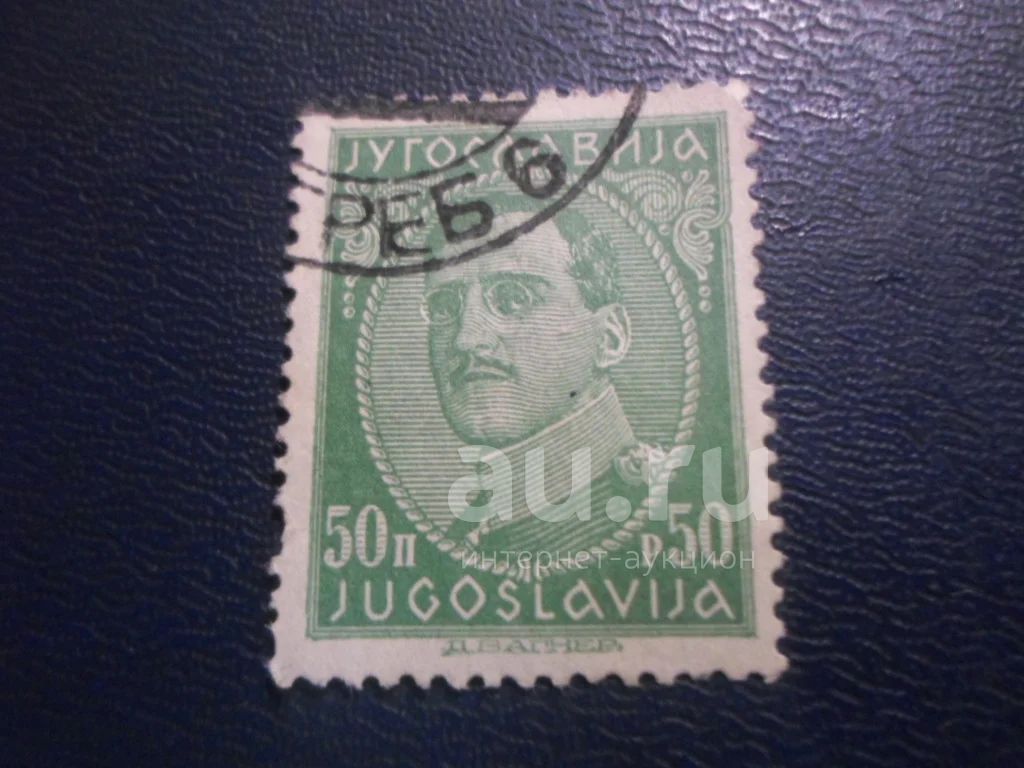 ЈУГОСЛАВИЈА
РЕБ 6
50 П
P 50
JUGOSLAVIJA
Д. ВАГНЕР.
au.ru
интернет-аукцион